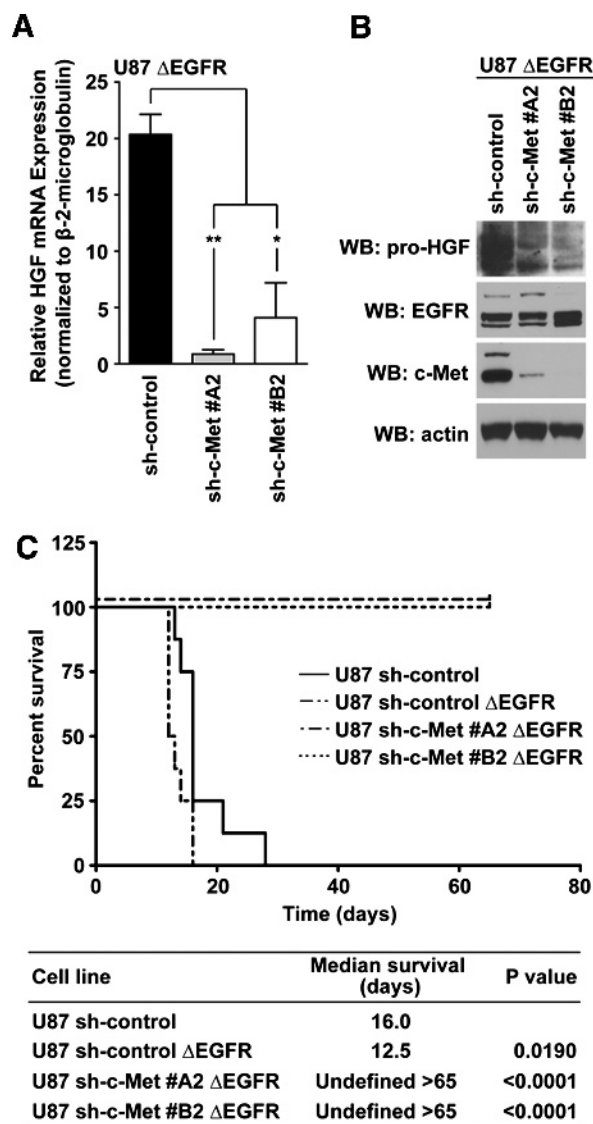 A
U87 ΔEGFR
Relative HGF mRNA Expression
(normalized to β-2-microglobulin)
25
20
15
10
5
0
**
*
sh-control
sh-c-Met #A2
sh-c-Met #B2
B
U87 ΔEGFR
sh-control
sh-c-Met #A2
sh-c-Met #B2
WB: pro-HGF
WB: EGFR
WB: c-Met
WB: actin
C
Percent survival
125
100
75
50
25
0
0 20 40 60 80
Time (days)
U87 sh-control
U87 sh-control ΔEGFR
U87 sh-c-Met #A2 ΔEGFR
U87 sh-c-Met #B2 ΔEGFR
Cell line Median survival (days) P value
U87 sh-control 16.0
U87 sh-control ΔEGFR 12.5 0.0190
U87 sh-c-Met #A2 ΔEGFR Undefined >65 <0.0001
U87 sh-c-Met #B2 ΔEGFR Undefined >65 <0.0001